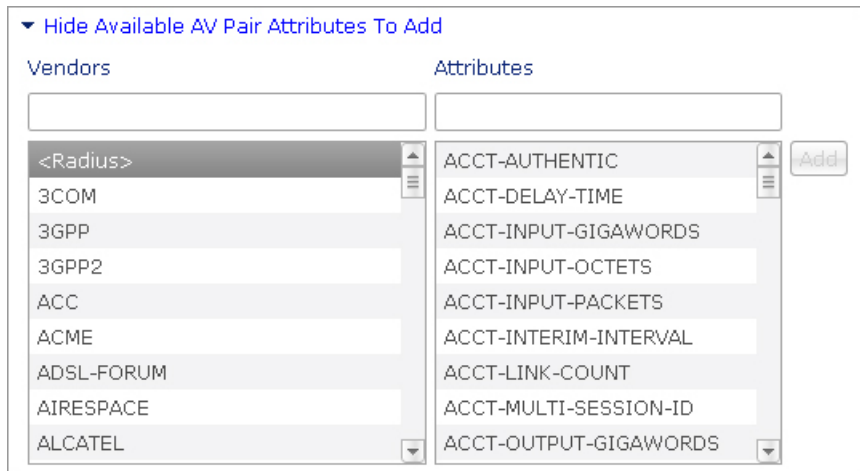 Hide Available AV Pair Attributes To Add
Vendors Attributes
<Radius> ACCT-AUTHENTIC Add
3COM ACCT-DELAY-TIME
3GPP ACCT-INPUT-GIGAWORDS
3GPP2 ACCT-INPUT-OCTETS
ACC ACCT-INPUT-PACKETS
ACME ACCT-INTERIM-INTERVAL
ADSL-FORUM ACCT-LINK-COUNT
AIRESPACE ACCT-MULTI-SESSION-ID
ALCATEL ACCT-OUTPUT-GIGAWORDS